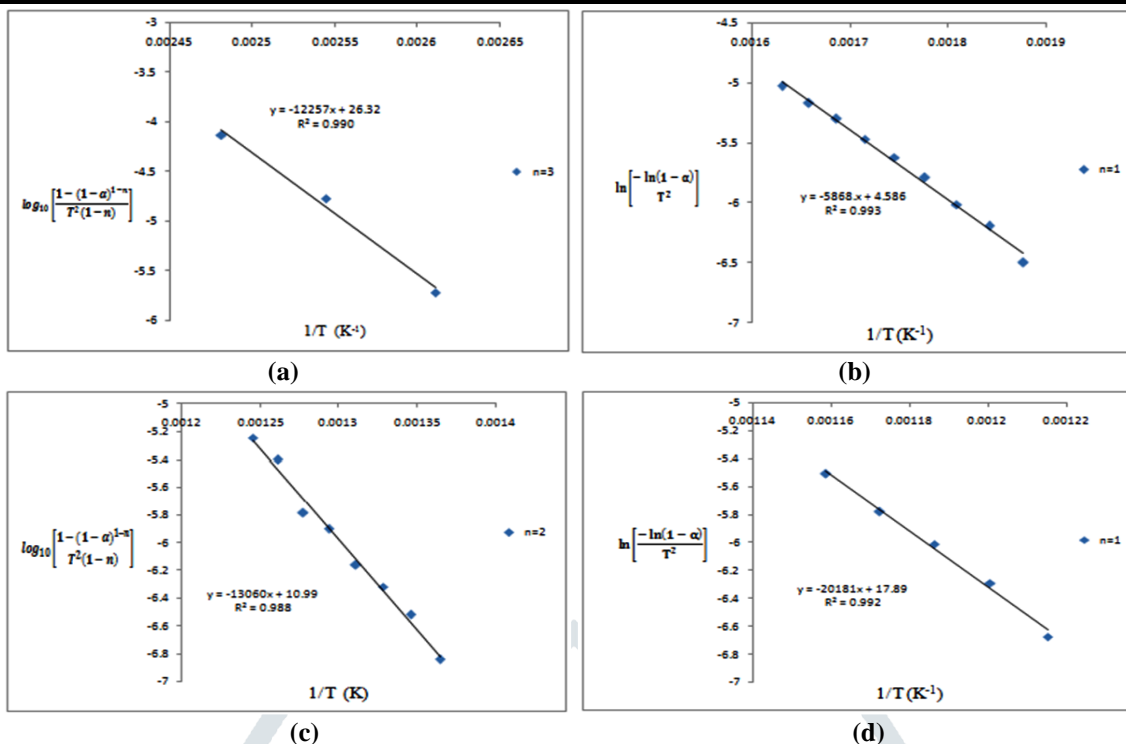 -3
0.00245 0.0025 0.00255 0.0026 0.00265
-3.5
-4
-4.5
-5
-5.5
-6
y = -12257x + 26.32
R² = 0.990
n=3
log₁₀[1-(1-α)¹⁻ⁿ / T²(1-n)]
1/T (K⁻¹)
(a)
-4.5
0.0016 0.0017 0.0018 0.0019
-5
-5.5
-6
-6.5
-7
y = -5868.x + 4.586
R² = 0.993
n=1
ln[-ln(1-α) / T²]
1/T (K⁻¹)
(b)
-5
0.0012 0.00125 0.0013 0.00135 0.0014
-5.2
-5.4
-5.6
-5.8
-6
-6.2
-6.4
-6.6
-6.8
-7
y = -13060x + 10.99
R² = 0.988
n=2
log₁₀[1-(1-α)¹⁻ⁿ / T²(1-n)]
1/T (K)
(c)
-5
0.00114 0.00116 0.00118 0.0012 0.00122
-5.2
-5.4
-5.6
-5.8
-6
-6.2
-6.4
-6.6
-6.8
-7
y = -20181x + 17.89
R² = 0.992
n=1
ln[-ln(1-α) / T²]
1/T (K⁻¹)
(d)